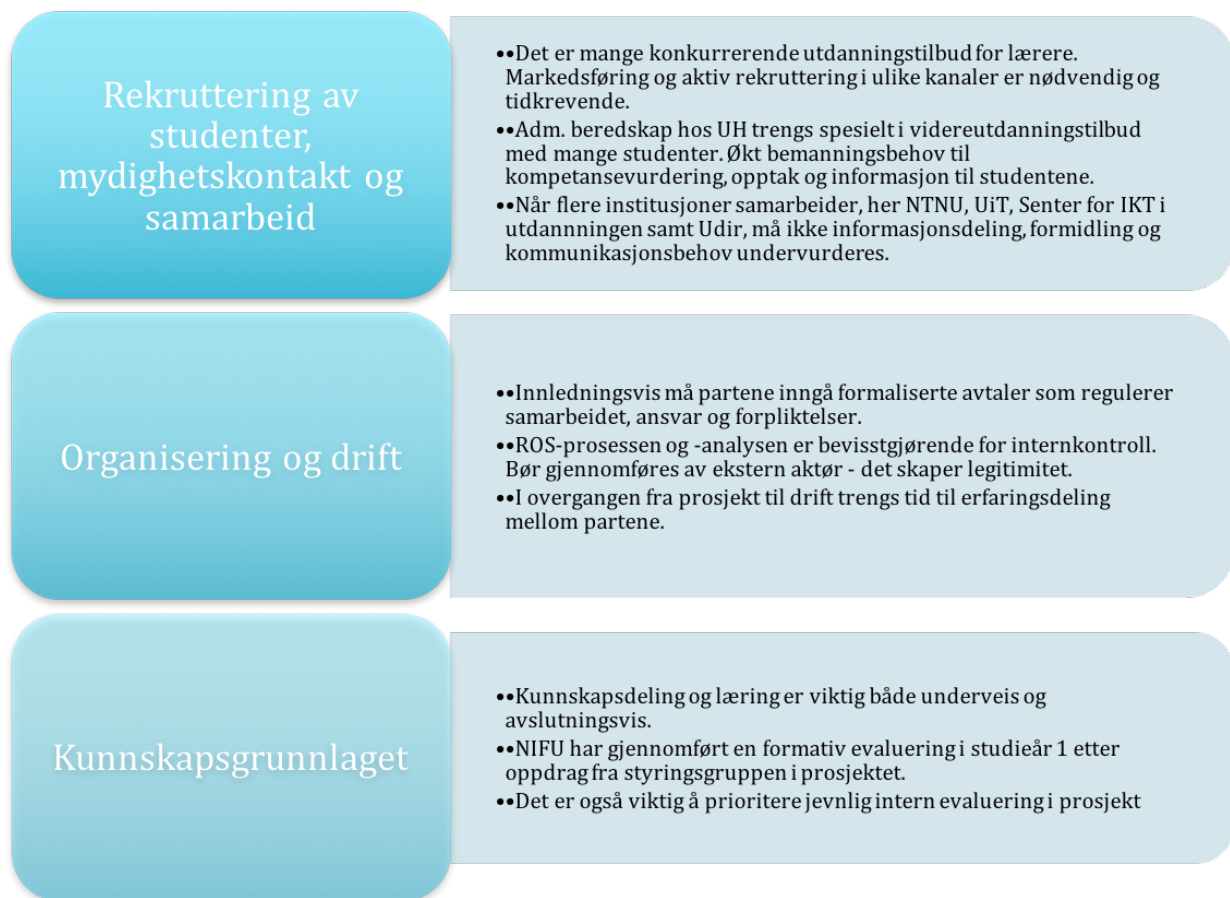 Rekruttering av
studenter,
mydighetskontakt og
samarbeid
••Det er mange konkurrerende utdanningstilbud for lærere.
Markedsføring og aktiv rekruttering i ulike kanaler er nødvendig og
tidkrevende.
••Adm. beredskap hos UH trengs spesielt i videreutdanningstilbud
med mange studenter. Økt bemanningsbehov til
kompetansevurdering, opptak og informasjon til studentene.
••Når flere institusjoner samarbeider, her NTNU, UiT, Senter for IKT i
utdannningen samt Udir, må ikke informasjonsdeling, formidling og
kommunikasjonsbehov undervurderes.
Organisering og drift
••Innledningsvis må partene inngå formaliserte avtaler som regulerer
samarbeidet, ansvar og forpliktelser.
••ROS-prosessen og -analysen er bevisstgjørende for internkontroll.
Bør gjennomføres av ekstern aktør - det skaper legitimitet.
••I overgangen fra prosjekt til drift trengs tid til erfaringsdeling
mellom partene.
Kunnskapsgrunnlaget
••Kunnskapsdeling og læring er viktig både underveis og
avslutningsvis.
••NIFU har gjennomført en formativ evaluering i studieår 1 etter
oppdrag fra styringsgruppen i prosjektet.
••Det er også viktig å prioritere jevnlig intern evaluering i prosjekt